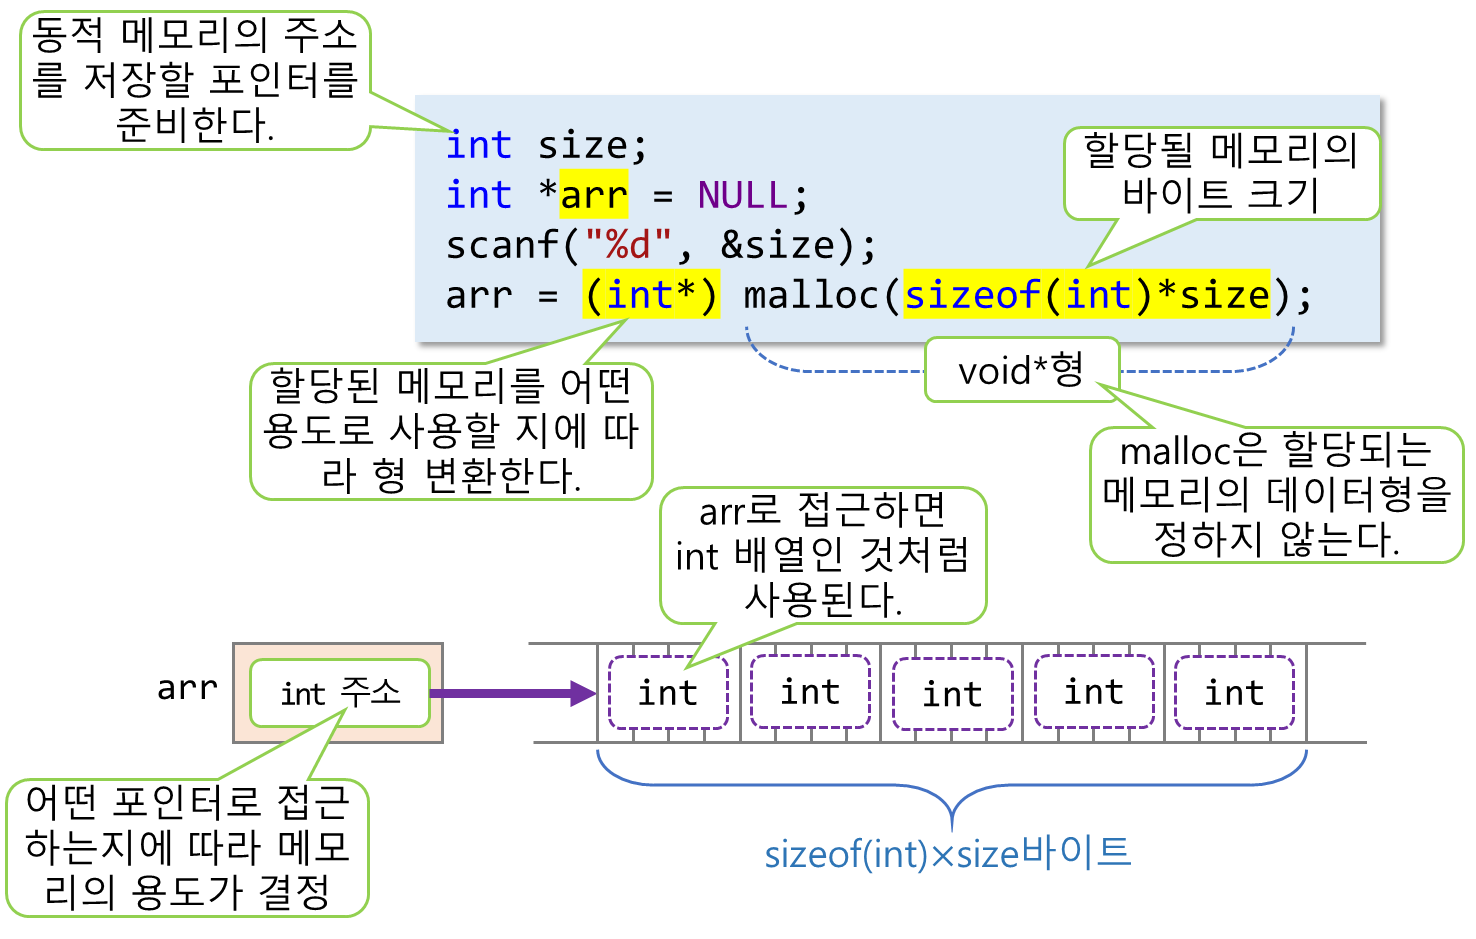 동적 메모리의 주소
를 저장할 포인터를
준비한다.
int size;
int *arr = NULL;
scanf("%d", &size);
arr = (int*) malloc(sizeof(int)*size);
할당될 메모리의
바이트 크기
할당된 메모리를 어떤
용도로 사용할 지에 따
라 형 변환한다.
void*형
malloc은 할당되는
메모리의 데이터형을
정하지 않는다.
arr로 접근하면
int 배열인 것처럼
사용된다.
arr
int 주소
int
int
int
int
int
어떤 포인터로 접근
하는지에 따라 메모
리의 용도가 결정
sizeof(int)×size바이트